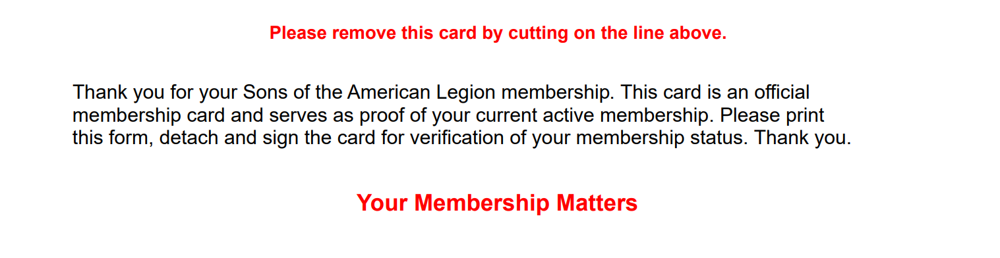 Please remove this card by cutting on the line above.
Thank you for your Sons of the American Legion membership. This card is an official
membership card and serves as proof of your current active membership. Please print
this form, detach and sign the card for verification of your membership status. Thank you.
Your Membership Matters